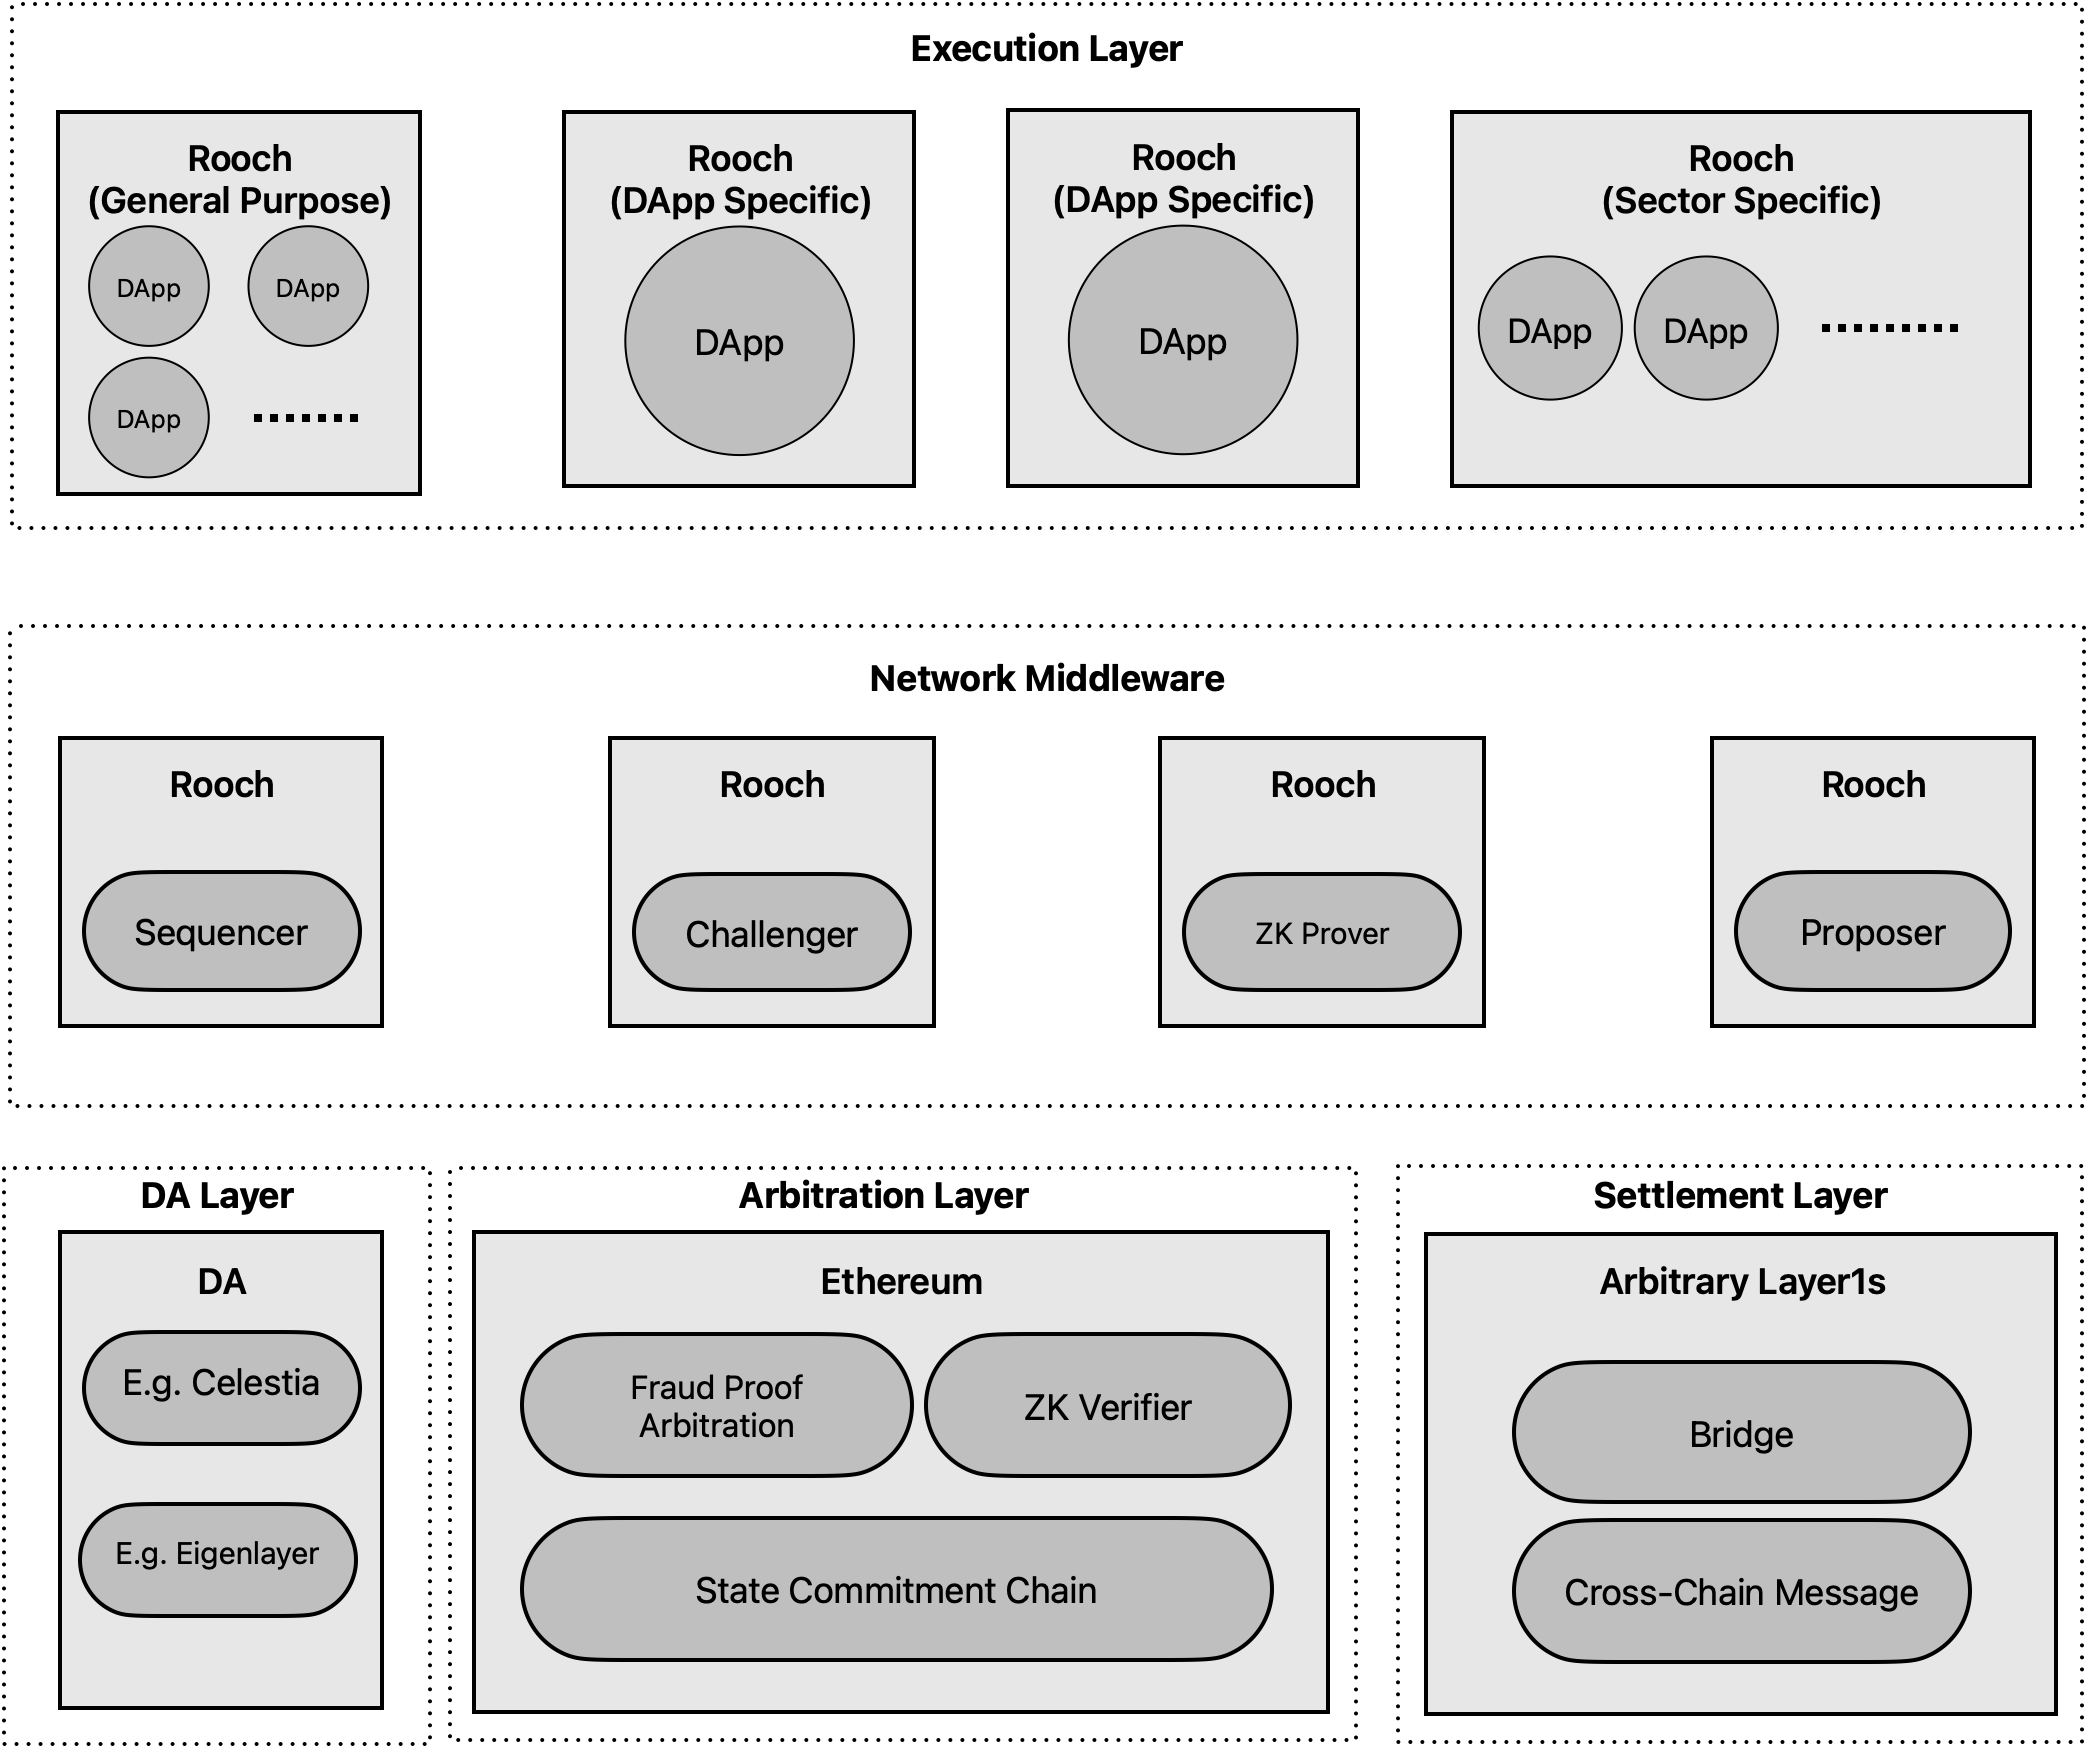 Execution Layer
Rooch
(General Purpose)
DApp
DApp
DApp
Rooch
(DApp Specific)
DApp
Rooch
(DApp Specific)
DApp
Rooch
(Sector Specific)
DApp
DApp
Network Middleware
Rooch
Sequencer
Rooch
Challenger
Rooch
ZK Prover
Rooch
Proposer
DA Layer
DA
E.g. Celestia
E.g. Eigenlayer
Arbitration Layer
Ethereum
Fraud Proof
Arbitration
ZK Verifier
State Commitment Chain
Settlement Layer
Arbitrary Layer1s
Bridge
Cross-Chain Message